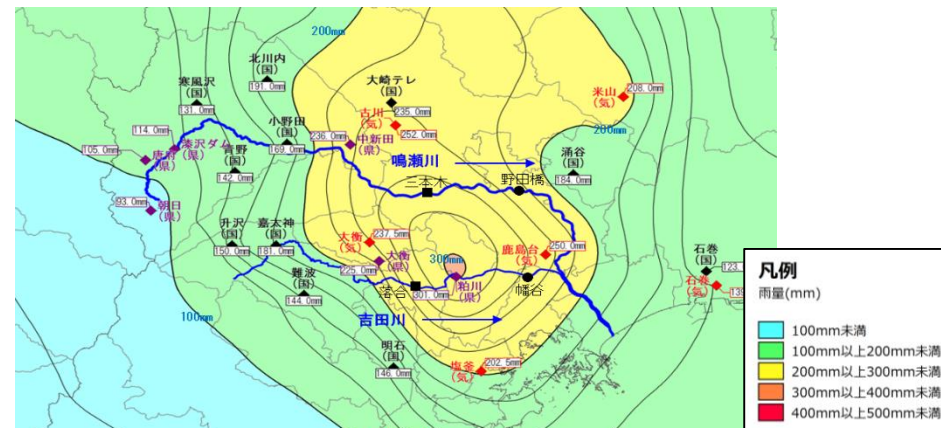 200mm
北川内
(国)
191.0mm
寒風沢
(国)
131.0mm
大崎テレ
(国)
235.0mm
古川
(気)
252.0mm
米山
(気)
208.0mm
小野田
(国)
169.0mm
236.0mm
中新田
(県)
200mm
114.0mm
漆沢ダム
(県)
105.0mm
唐府
(県)
青野
(国)
142.0mm
鳴瀬川
涌谷
(国)
184.0mm
三本木
野田橋
93.0mm
朝日
(県)
升沢
(国)
150.0mm
嘉太神
(国)
181.0mm
大衡
(気)
237.5mm
大衡
(県)
225.0mm
鹿島台
(気)
250.0mm
300mm
粕川
(県)
301.0mm
落合
幡谷
難波
(国)
144.0mm
石巻
(国)
123.
石巻
(気)
100mm
吉田川
明石
(国)
146.0mm
塩釜
(気)
202.5mm
凡例
雨量(mm)
100mm未満
100mm以上200mm未満
200mm以上300mm未満
300mm以上400mm未満
400mm以上500mm未満